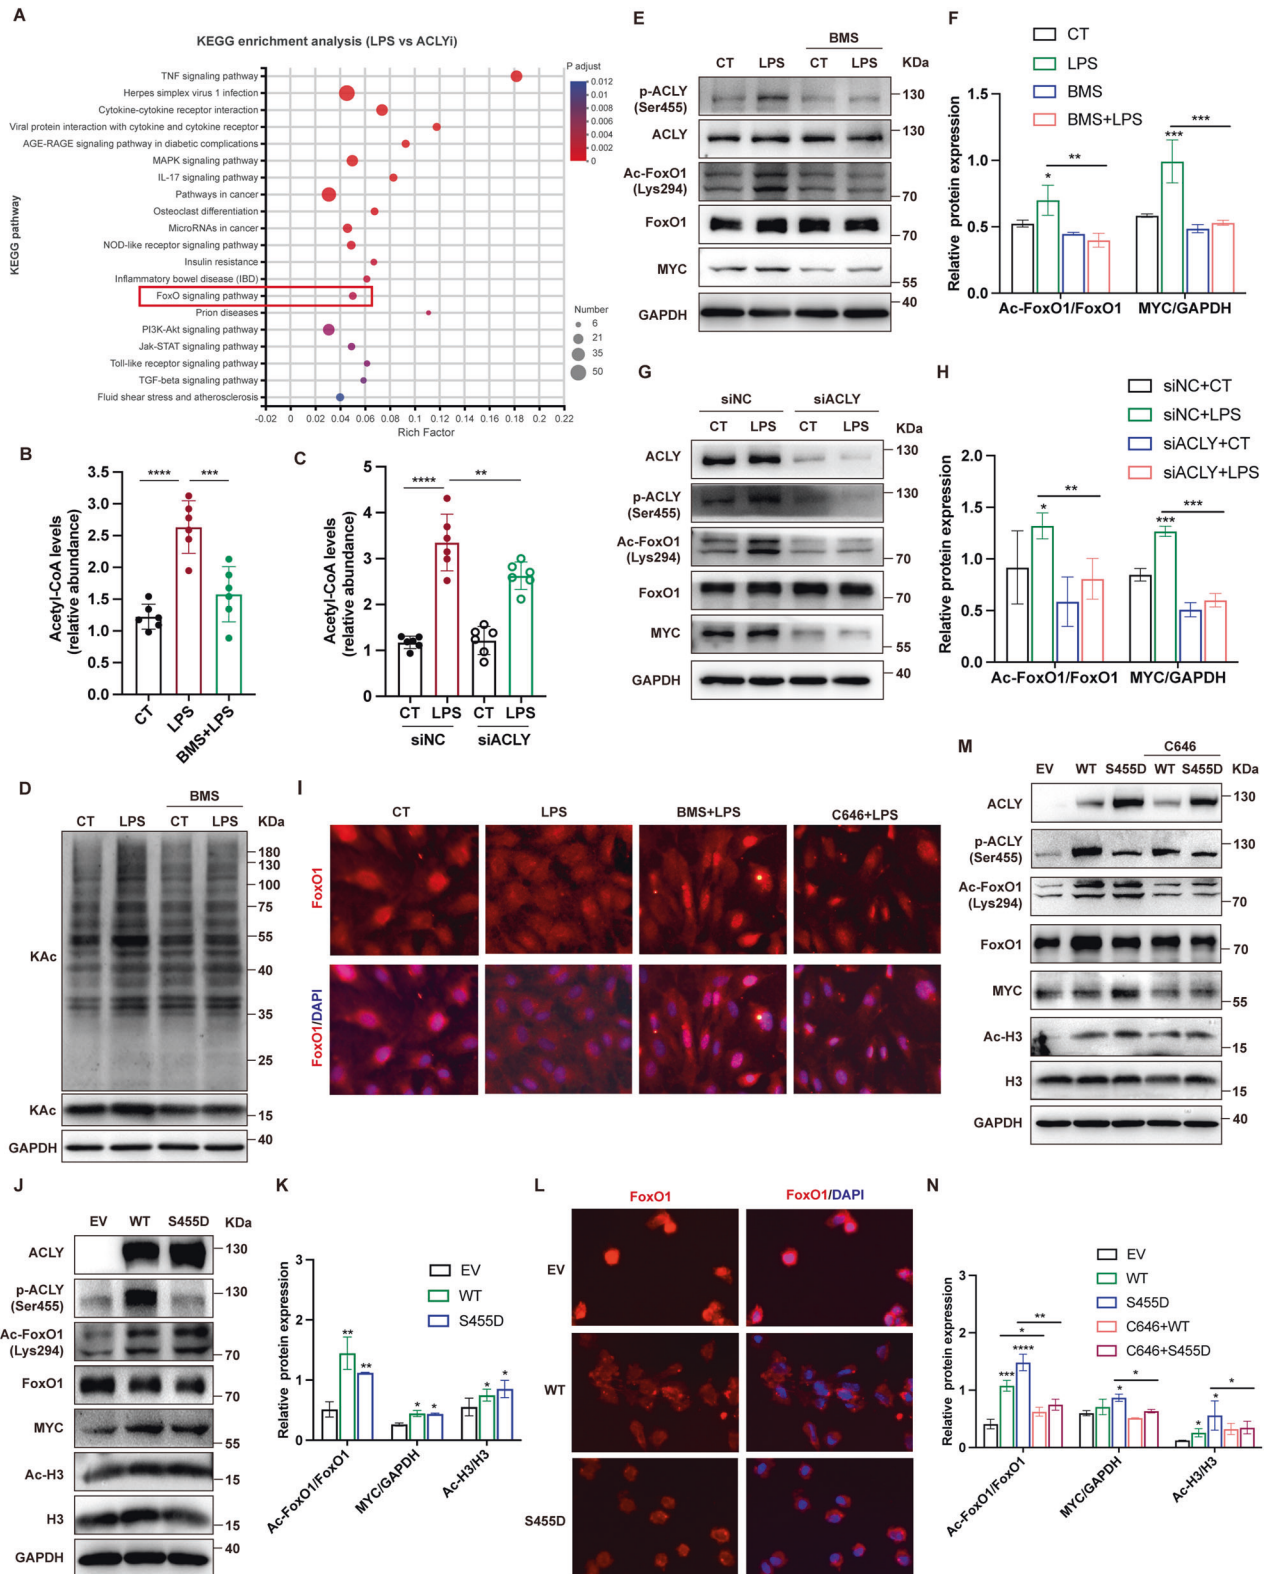 A
KEGG enrichment analysis (LPS vs ACLYi)
KEGG pathway
TNF signaling pathway
Herpes simplex virus 1 infection
Cytokine-cytokine receptor interaction
Viral protein interaction with cytokine and cytokine receptor
AGE-RAGE signaling pathway in diabetic complications
MAPK signaling pathway
IL-17 signaling pathway
Pathways in cancer
Osteoclast differentiation
MicroRNAs in cancer
NOD-like receptor signaling pathway
Insulin resistance
Inflammatory bowel disease (IBD)
FoxO signaling pathway
Prion diseases
PI3K-Akt signaling pathway
Jak-STAT signaling pathway
Toll-like receptor signaling pathway
TGF-beta signaling pathway
Fluid shear stress and atherosclerosis
-0.02 0 0.02 0.04 0.06 0.08 0.1 0.12 0.14 0.16 0.18 0.2 0.22
Rich Factor
P adjust
0.012
0.010
0.008
0.006
0.004
0.002
0
Number
6
21
35
50
B
Acetyl-CoA levels
(relative abundance)
3.5
3.0
2.5
2.0
1.5
1.0
0.5
0.0
**** ***
CT LPS BMS+LPS
C
Acetyl-CoA levels
(relative abundance)
5
4
3
2
1
0
**** **
CT LPS CT LPS
siNC siACLY
D
BMS
CT LPS CT LPS KDa
KAc
180
130
100
75
55
40
35
25
KAc
15
GAPDH
40
E
BMS
CT LPS CT LPS KDa
p-ACLY
(Ser455)
130
ACLY
130
Ac-FoxO1
(Lys294)
70
FoxO1
70
MYC
55
GAPDH
40
F
CT
LPS
BMS
BMS+LPS
Relative protein expression
1.5
1.0
0.5
0.0
* ** *** ***
Ac-FoxO1/FoxO1 MYC/GAPDH
G
siNC siACLY
CT LPS CT LPS KDa
ACLY
130
p-ACLY
(Ser455)
130
Ac-FoxO1
(Lys294)
70
FoxO1
70
MYC
55
GAPDH
40
H
siNC+CT
siNC+LPS
siACLY+CT
siACLY+LPS
Relative protein expression
2.0
1.5
1.0
0.5
0.0
* ** *** ***
Ac-FoxO1/FoxO1 MYC/GAPDH
I
CT LPS BMS+LPS C646+LPS
FoxO1
FoxO1/DAPI
J
EV WT S455D KDa
ACLY
130
p-ACLY
(Ser455)
130
Ac-FoxO1
(Lys294)
70
FoxO1
70
MYC
55
Ac-H3
15
H3
15
GAPDH
40
K
EV
WT
S455D
Relative protein expression
3
2
1
0
** ** * * * *
Ac-FoxO1/FoxO1 MYC/GAPDH Ac-H3/H3
L
FoxO1 FoxO1/DAPI
EV
WT
S455D
M
C646
EV WT S455D WT S455D KDa
ACLY
130
p-ACLY
(Ser455)
130
Ac-FoxO1
(Lys294)
70
FoxO1
70
MYC
55
Ac-H3
15
H3
15
GAPDH
40
N
EV
WT
S455D
C646+WT
C646+S455D
Relative protein expression
3
2
1
0
*** **** * ** * * * * *
Ac-FoxO1/FoxO1 MYC/GAPDH Ac-H3/H3